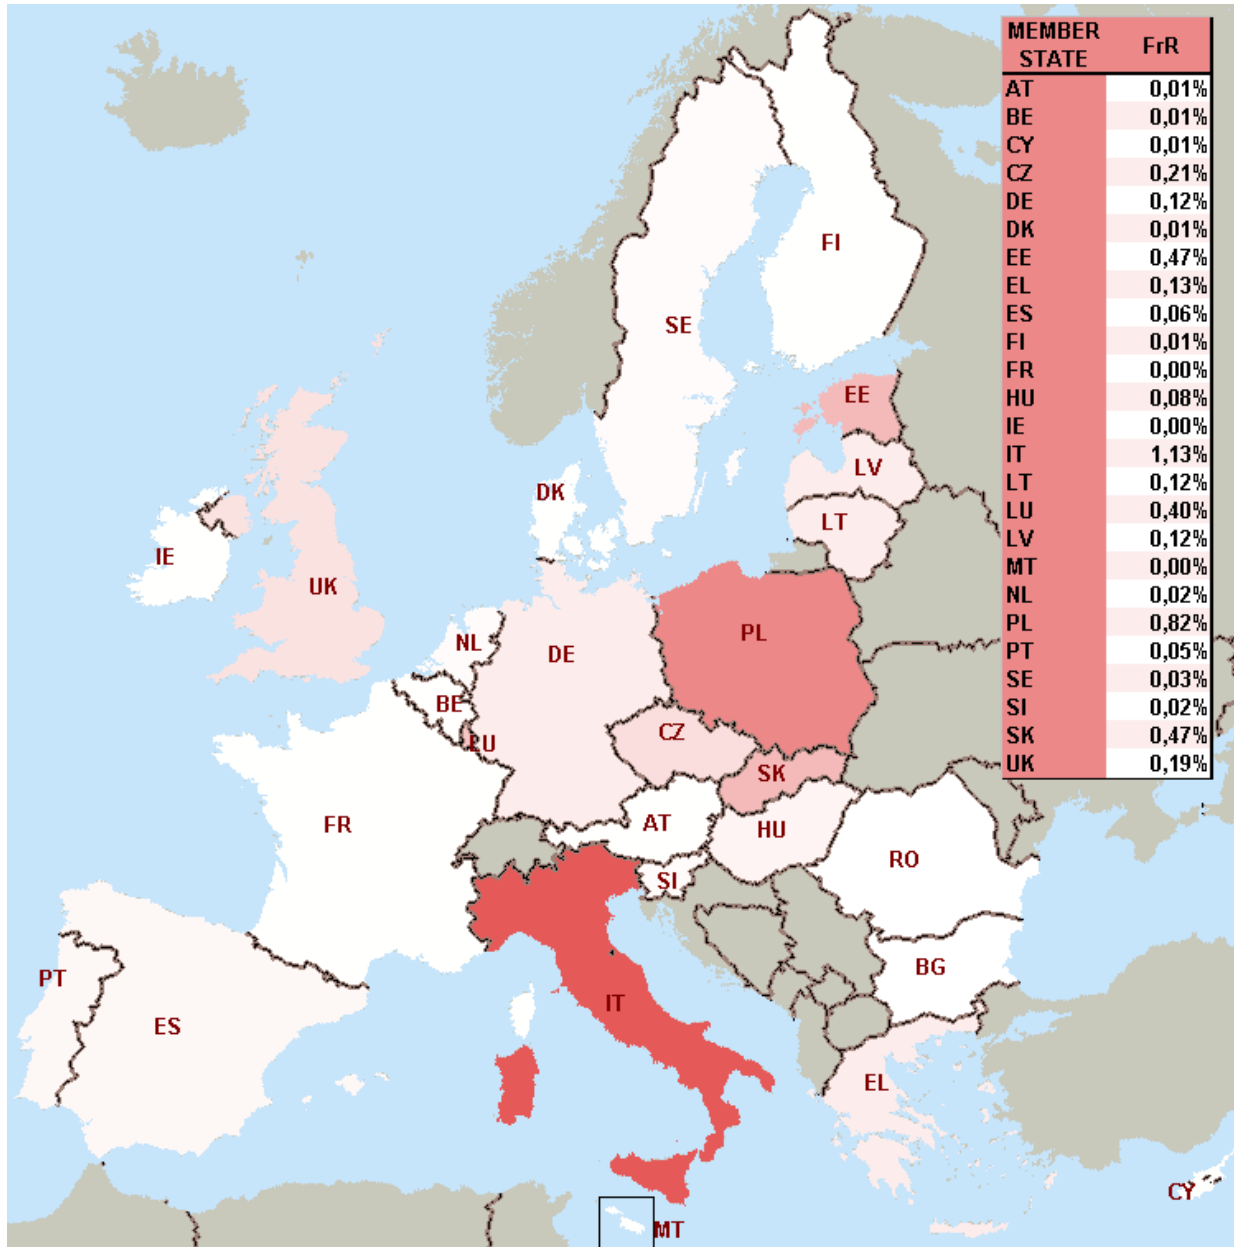 MEMBER STATE FrR
AT 0,01%
BE 0,01%
CY 0,01%
CZ 0,21%
DE 0,12%
DK 0,01%
EE 0,47%
EL 0,13%
ES 0,06%
FI 0,01%
FR 0,00%
HU 0,08%
IE 0,00%
IT 1,13%
LT 0,12%
LU 0,40%
LV 0,12%
MT 0,00%
NL 0,02%
PL 0,82%
PT 0,05%
SE 0,03%
SI 0,02%
SK 0,47%
UK 0,19%
FI
SE
EE
LV
DK
LT
IE
UK
PL
NL
DE
BE
CZ
LU
SK
FR
AT
HU
RO
SI
PT
BG
IT
ES
EL
CY
MT